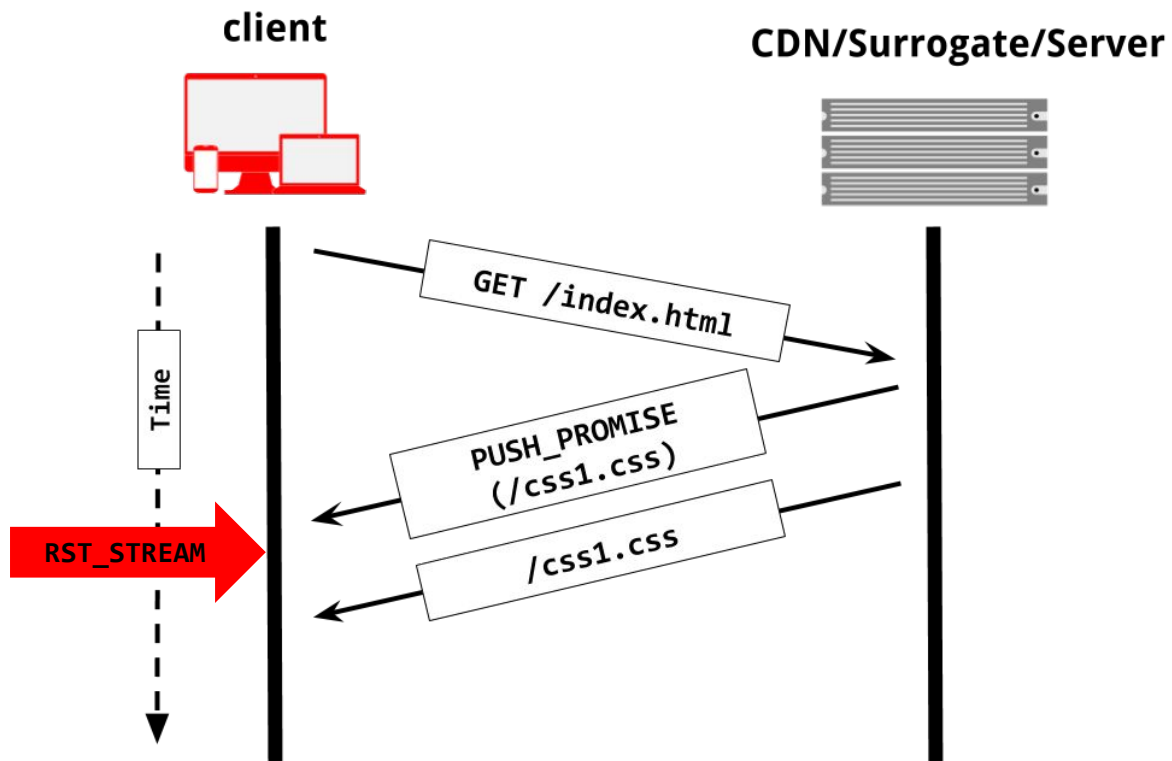 client
CDN/Surrogate/Server
GET /index.html
Time
PUSH_PROMISE
(/css1.css)
RST_STREAM
/css1.css